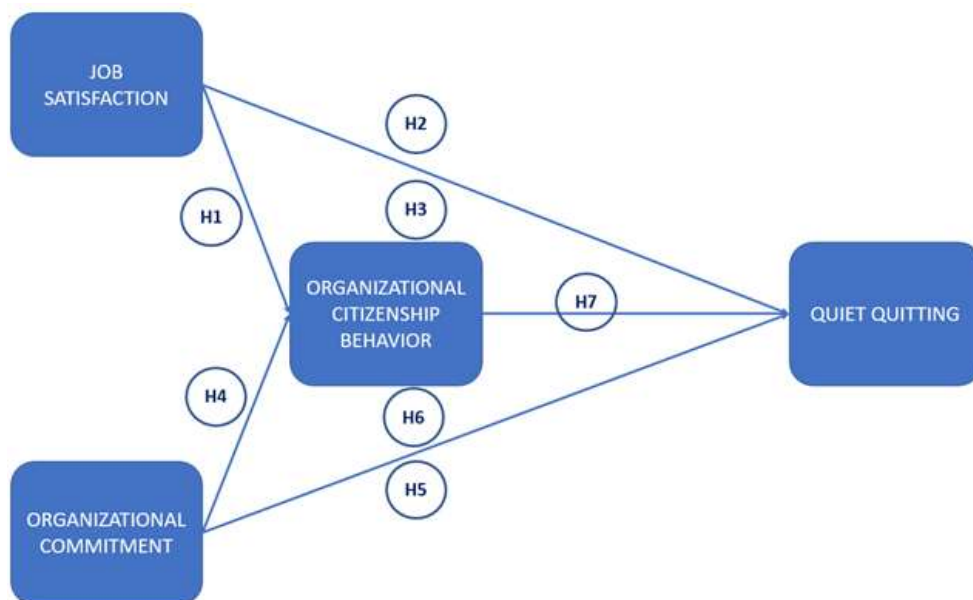 JOB
SATISFACTION
H2
H3
H1
ORGANIZATIONAL
CITIZENSHIP
BEHAVIOR
H7
QUIET QUITTING
H4
H6
H5
ORGANIZATIONAL
COMMITMENT